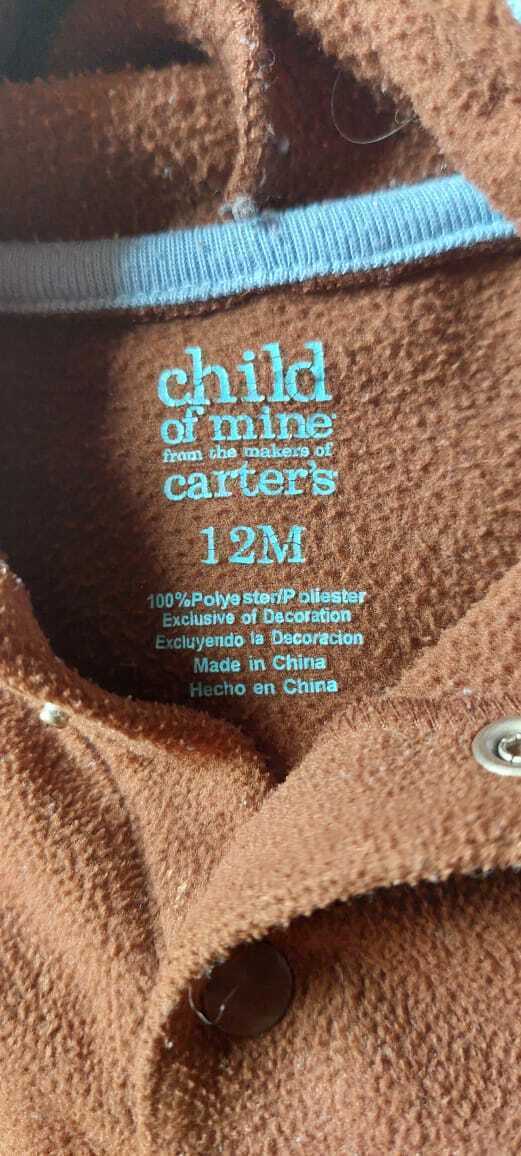 child
of mine
from the makers of
carter's
12M
100%Polyester/Poliester
Exclusive of Decoration
Excluyendo la Decoracion
Made in China
Hecho en China